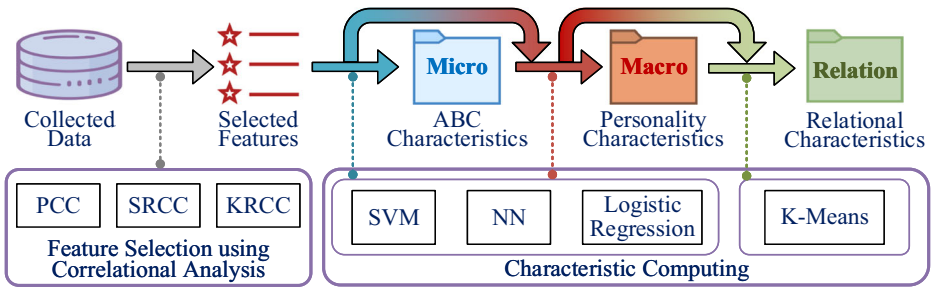 Micro
Macro
Relation
Collected
Data
Selected
Features
ABC
Characteristics
Personality
Characteristics
Relational
Characteristics
PCC
SRCC
KRCC
Feature Selection using
Correlational Analysis
SVM
NN
Logistic
Regression
K-Means
Characteristic Computing